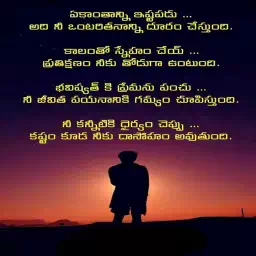 ఏకాంతాన్ని ఇష్టపడు ...
అది నీ ఒంటరితనాన్ని దూరం చేస్తుంది.
కాలంతో స్నేహం చేయ్ ...
ప్రతిక్షణం నీకు తోడుగా ఉంటుంది.
భవిష్యత్ కి ప్రేమను పంచు ...
నీ జీవిత పయనానికి గమ్యం చూపిస్తుంది.
నీ కన్నీటికి ధైర్యం చెప్పు ...
కష్టం కూడ నీకు దాసోహం అవుతుంది.